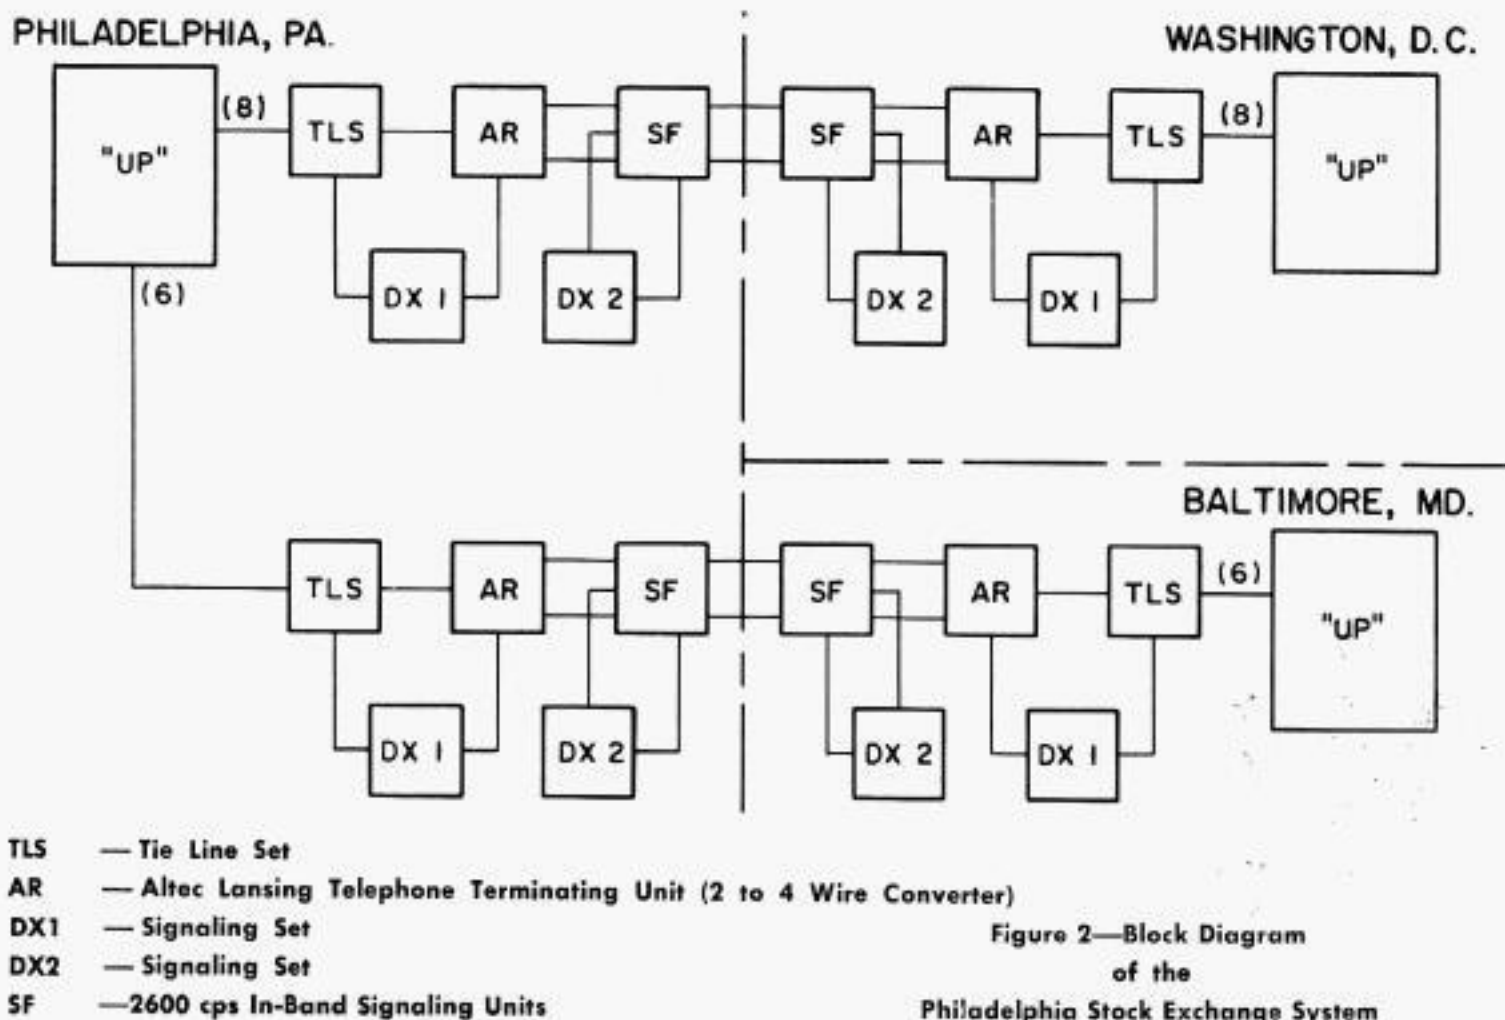 PHILADELPHIA, PA.
WASHINGTON, D.C.
"UP"
(8)
TLS
AR
SF
SF
AR
TLS
(8)
"UP"
(6)
DX 1
DX 2
DX 2
DX 1
BALTIMORE, MD.
TLS
AR
SF
SF
AR
TLS
(6)
"UP"
DX 1
DX 2
DX 2
DX 1
TLS — Tie Line Set
AR — Altec Lansing Telephone Terminating Unit (2 to 4 Wire Converter)
DX1 — Signaling Set
DX2 — Signaling Set
SF —2600 cps In-Band Signaling Units
Figure 2—Block Diagram
of the
Philadelphia Stock Exchange System